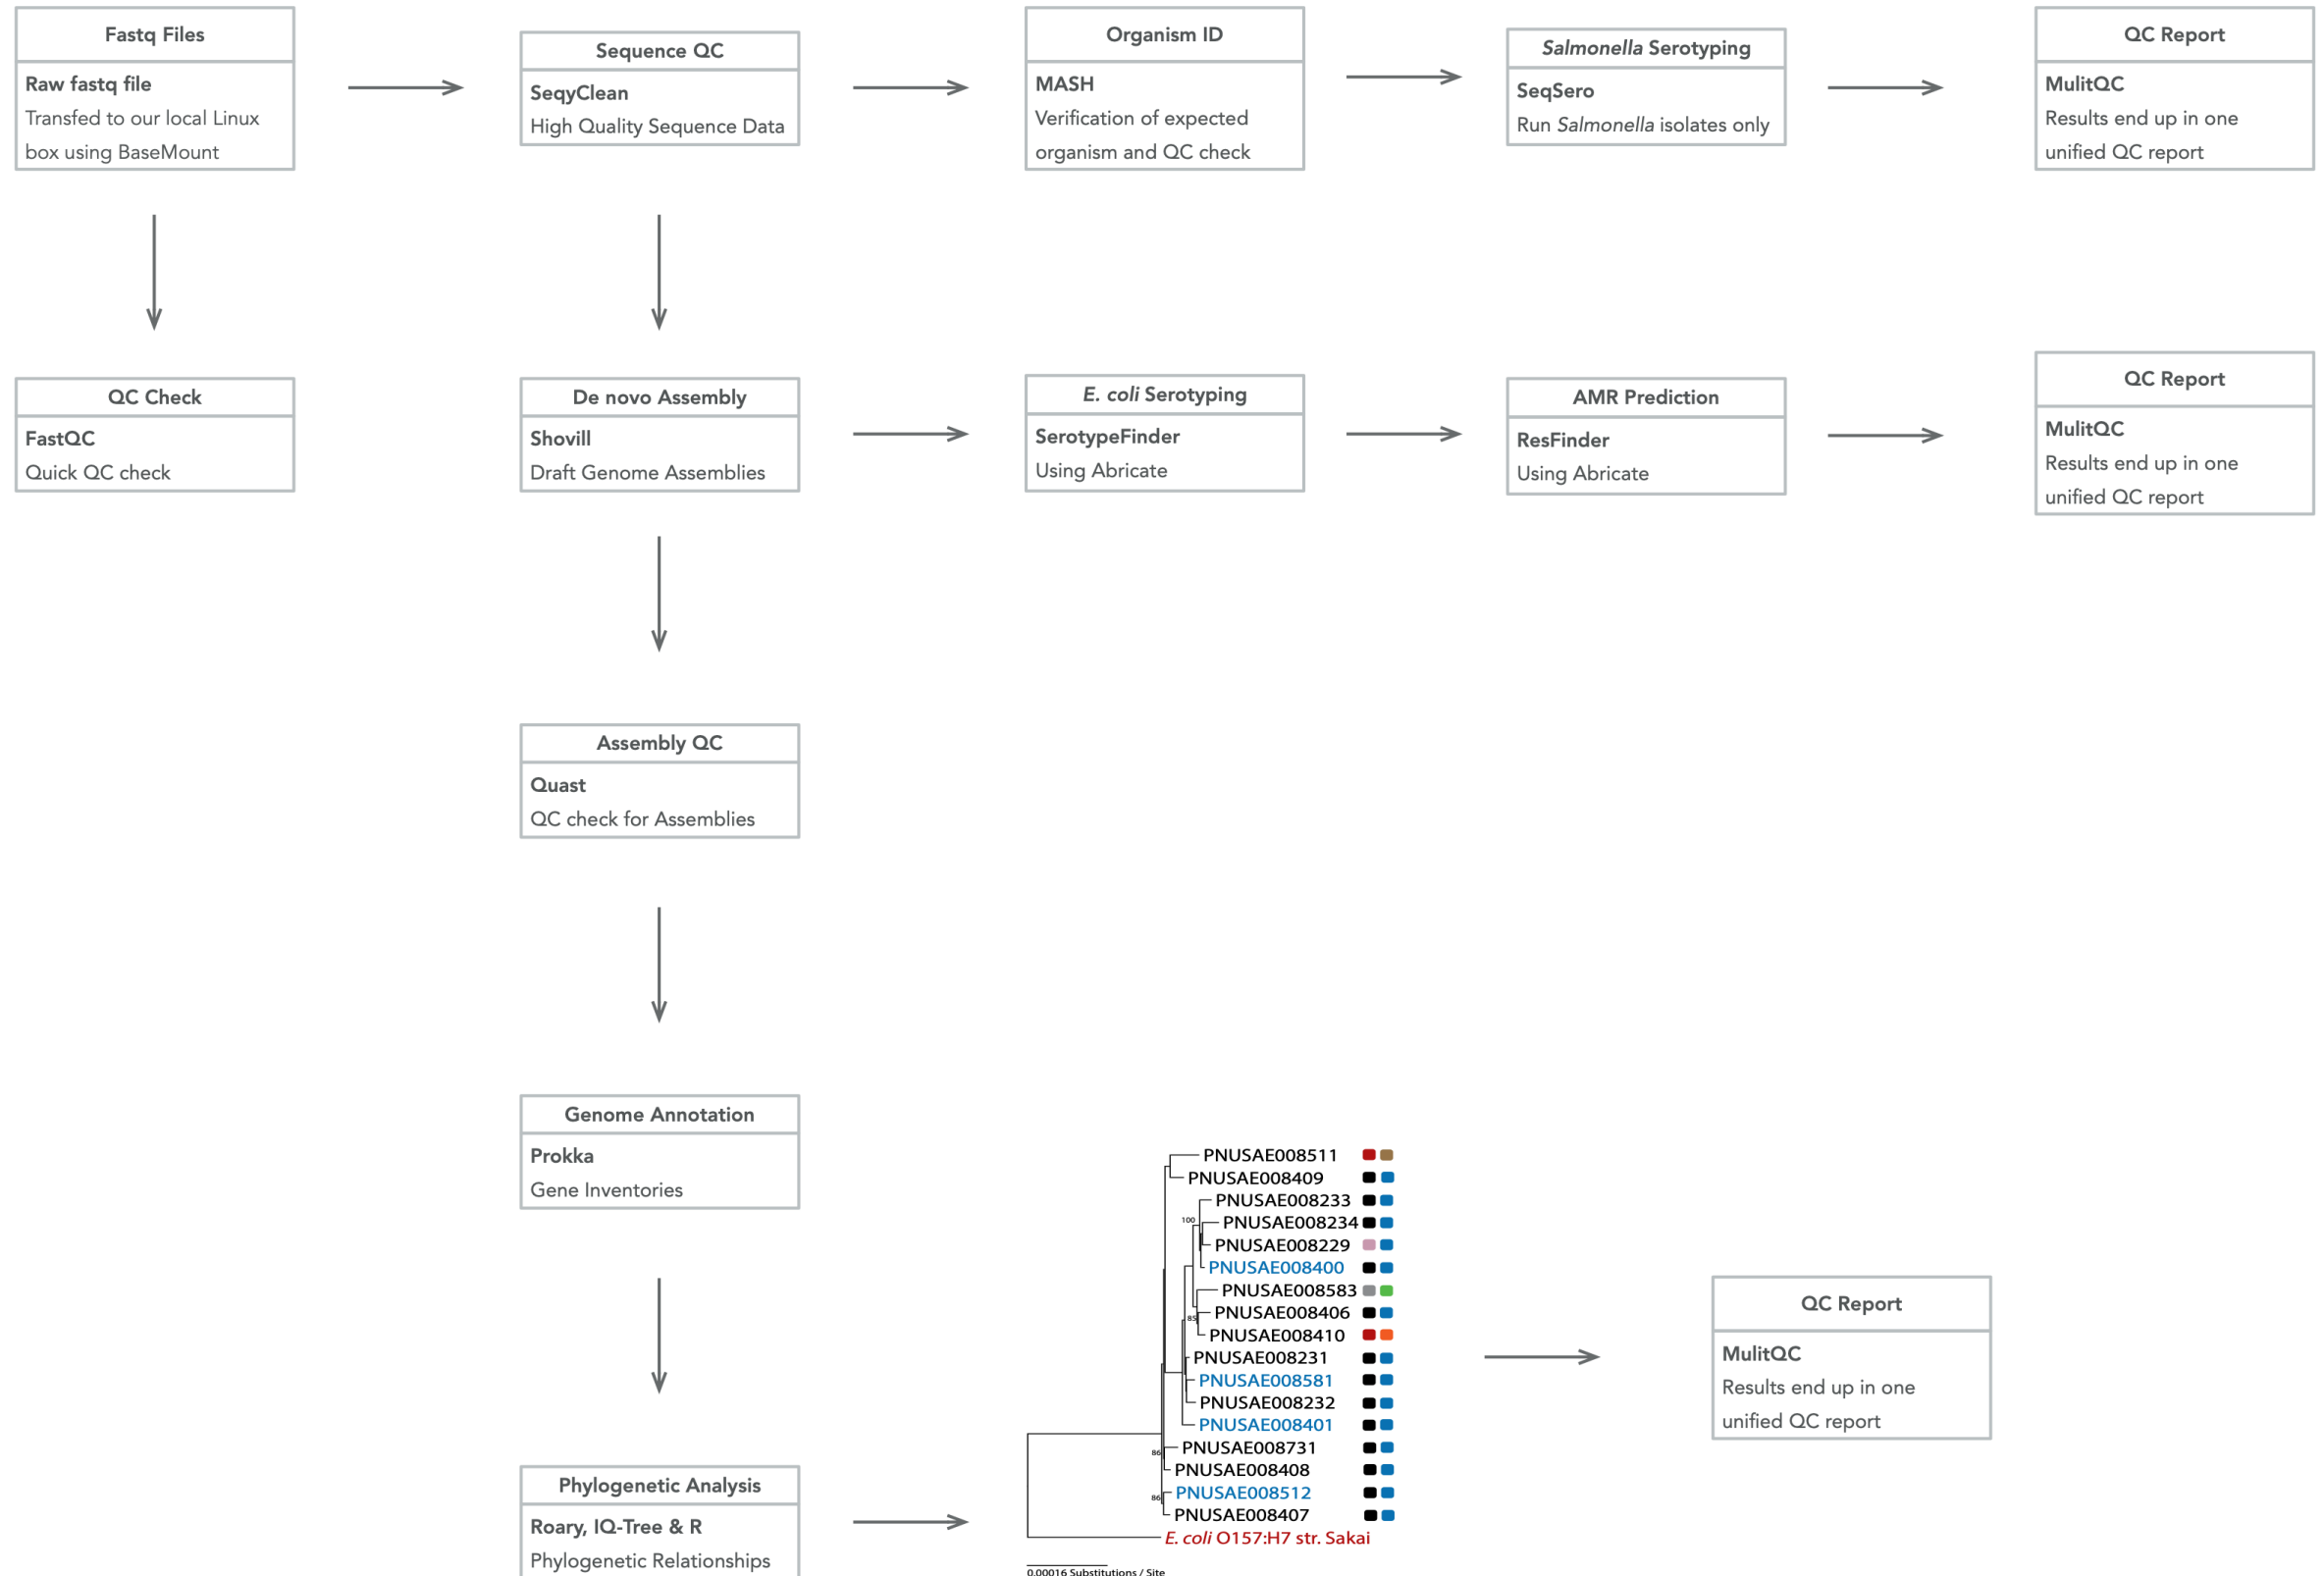 Fastq Files
Raw fastq file
Transfed to our local Linux
box using BaseMount
Sequence QC
SeqyClean
High Quality Sequence Data
Organism ID
MASH
Verification of expected
organism and QC check
Salmonella Serotyping
SeqSero
Run Salmonella isolates only
QC Report
MulitQC
Results end up in one
unified QC report
QC Check
FastQC
Quick QC check
De novo Assembly
Shovill
Draft Genome Assemblies
E. coli Serotyping
SerotypeFinder
Using Abricate
AMR Prediction
ResFinder
Using Abricate
QC Report
MulitQC
Results end up in one
unified QC report
Assembly QC
Quast
QC check for Assemblies
Genome Annotation
Prokka
Gene Inventories
Phylogenetic Analysis
Roary, IQ-Tree & R
Phylogenetic Relationships
PNUSAE008511
PNUSAE008409
PNUSAE008233
100
PNUSAE008234
PNUSAE008229
PNUSAE008400
PNUSAE008583
PNUSAE008406
85
PNUSAE008410
PNUSAE008231
PNUSAE008581
PNUSAE008232
PNUSAE008401
PNUSAE008731
86
PNUSAE008408
PNUSAE008512
86
PNUSAE008407
E. coli O157:H7 str. Sakai
0.00016 Substitutions / Site
QC Report
MulitQC
Results end up in one
unified QC report